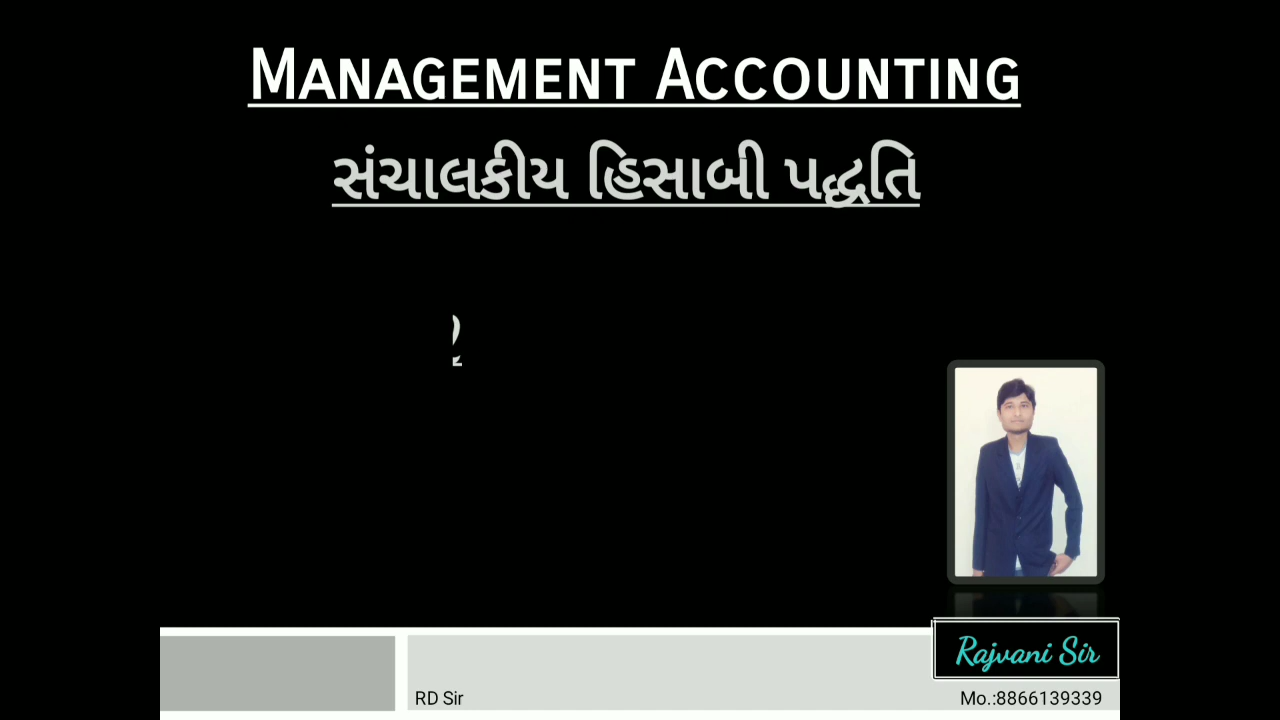 Management Accounting
સંચાલકીય હિસાબી પદ્ધતિ
Rajvani Sir
RD Sir
Mo.:8866139339